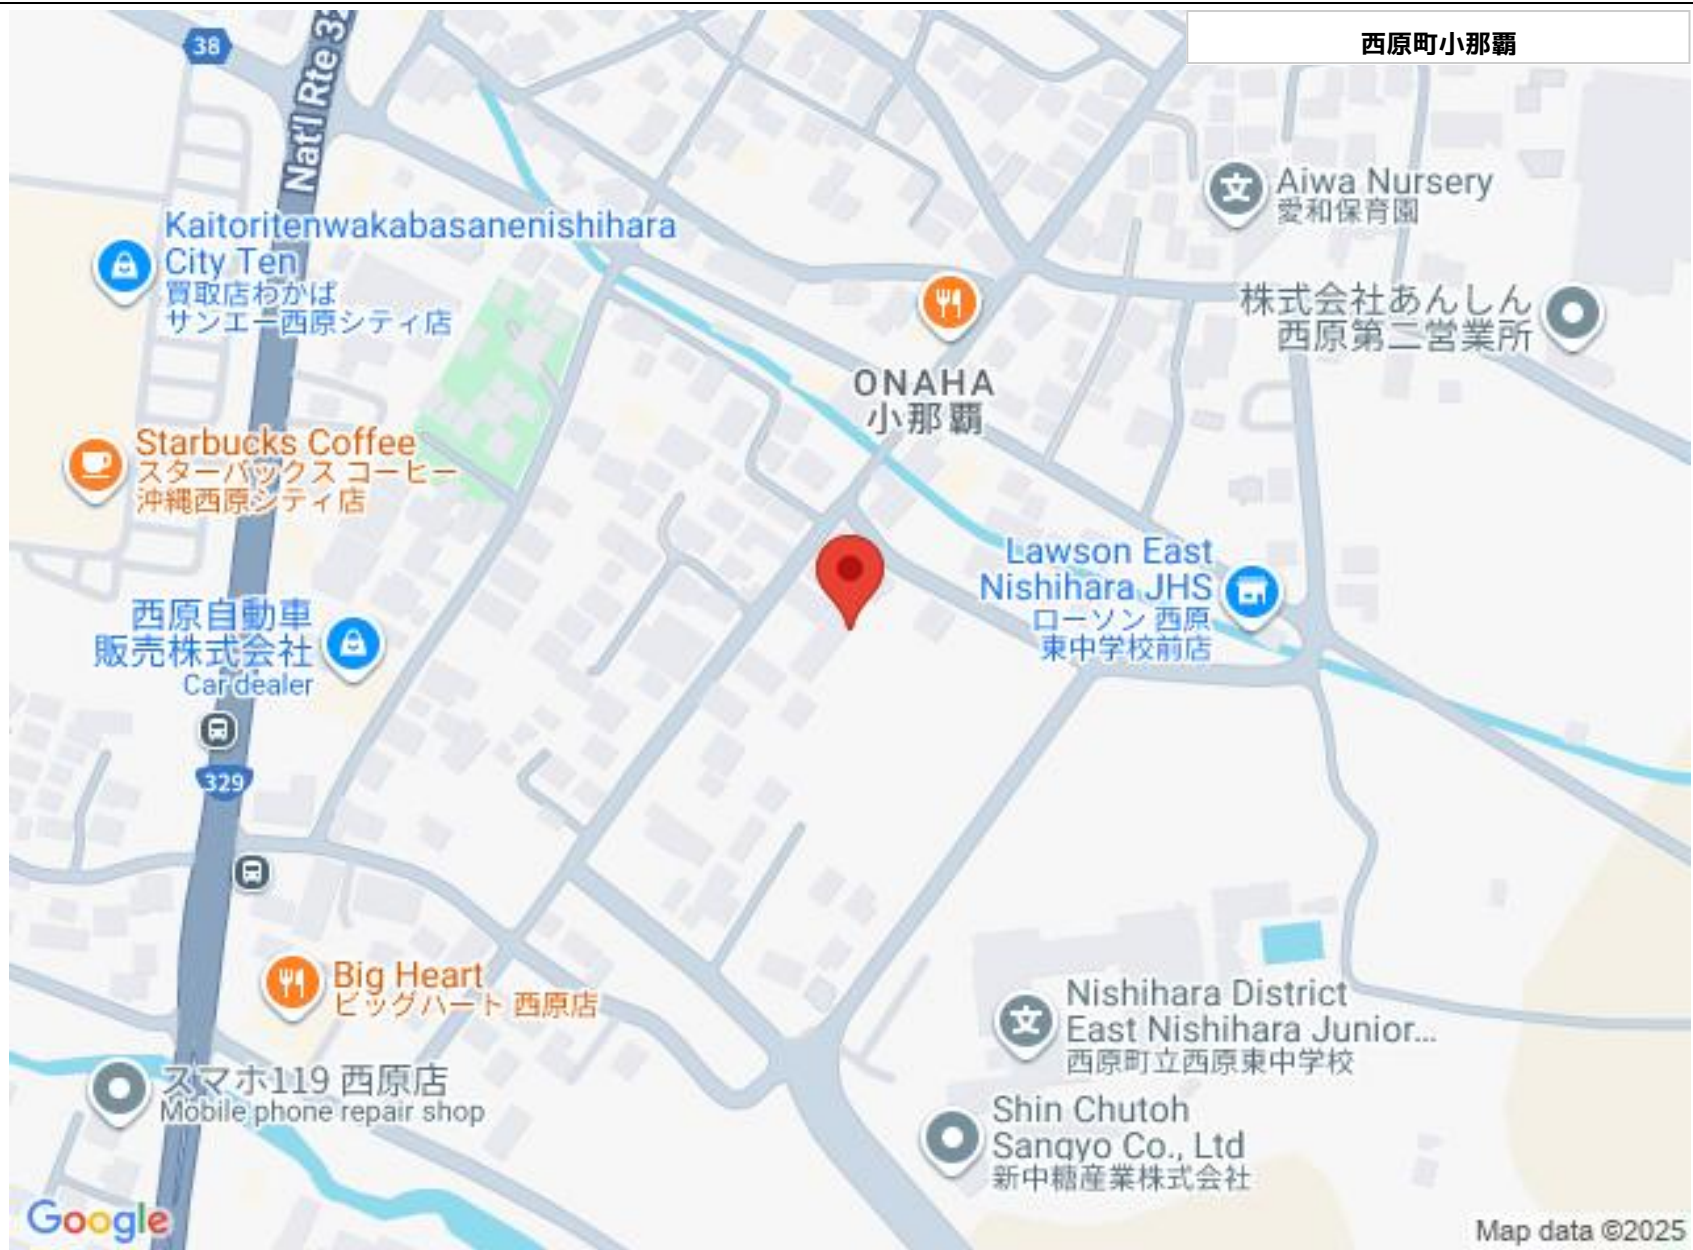 西原町小那覇
38
Nat'l Rte 32
Aiwa Nursery
愛和保育園
Kaitoritenwakabasanenishihara
City Ten
買取店わかば
サンエー西原シティ店
株式会社あんしん
西原第二営業所
ONAHA
小那覇
Starbucks Coffee
スターバックス コーヒー
沖縄西原シティ店
Lawson East
Nishihara JHS
ローソン 西原
東中学校前店
西原自動車
販売株式会社
Car dealer
329
Big Heart
ビッグハート 西原店
Nishihara District
East Nishihara Junior...
西原町立西原東中学校
スマホ119 西原店
Mobile phone repair shop
Shin Chutoh
Sangyo Co., Ltd
新中糖産業株式会社
Google
Map data ©2025